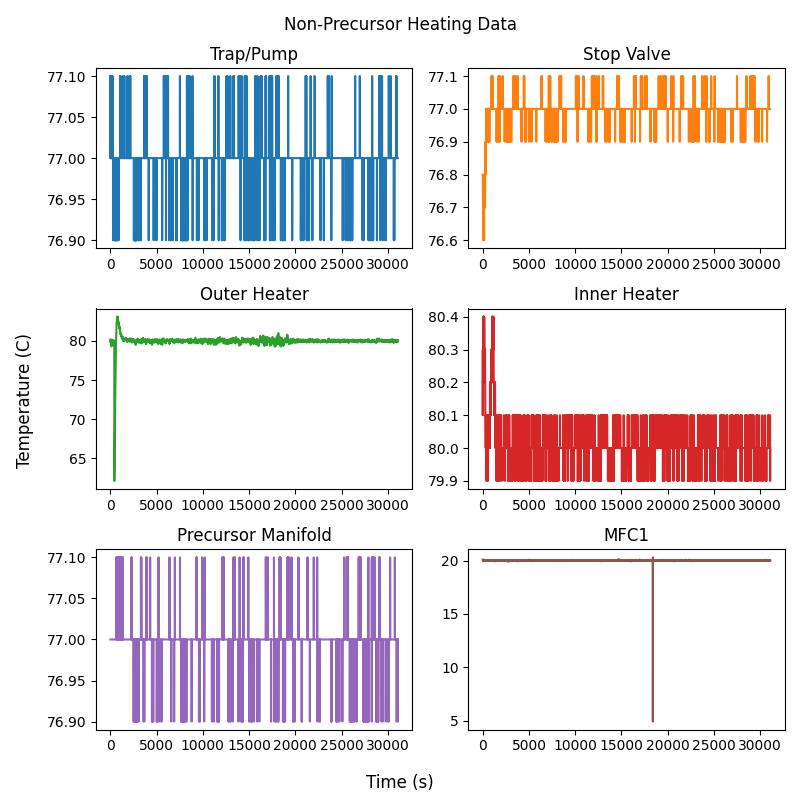 Non-Precursor Heating Data
Trap/Pump
77.10
77.05
77.00
76.95
76.90
0 5000 10000 15000 20000 25000 30000
Stop Valve
77.1
77.0
76.9
76.8
76.7
76.6
0 5000 10000 15000 20000 25000 30000
Temperature (C)
Outer Heater
80
75
70
65
0 5000 10000 15000 20000 25000 30000
Inner Heater
80.4
80.3
80.2
80.1
80.0
79.9
0 5000 10000 15000 20000 25000 30000
Precursor Manifold
77.10
77.05
77.00
76.95
76.90
0 5000 10000 15000 20000 25000 30000
MFC1
20
15
10
5
0 5000 10000 15000 20000 25000 30000
Time (s)